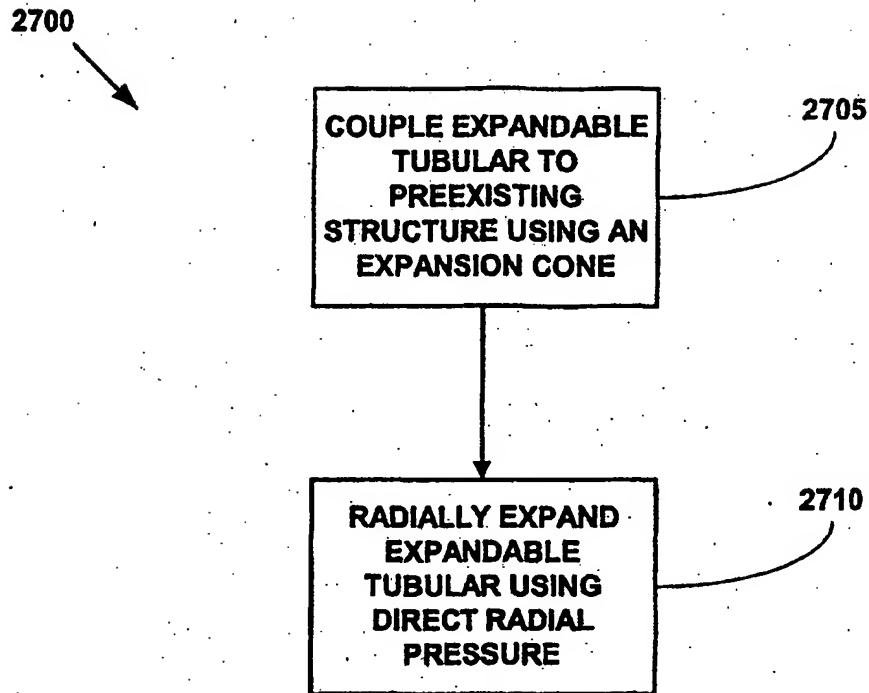 2700
COUPLE EXPANDABLE
TUBULAR TO
PREEXISTING
STRUCTURE USING AN
EXPANSION CONE
2705
RADIALLY EXPAND
EXPANDABLE
TUBULAR USING
DIRECT RADIAL
PRESSURE
2710